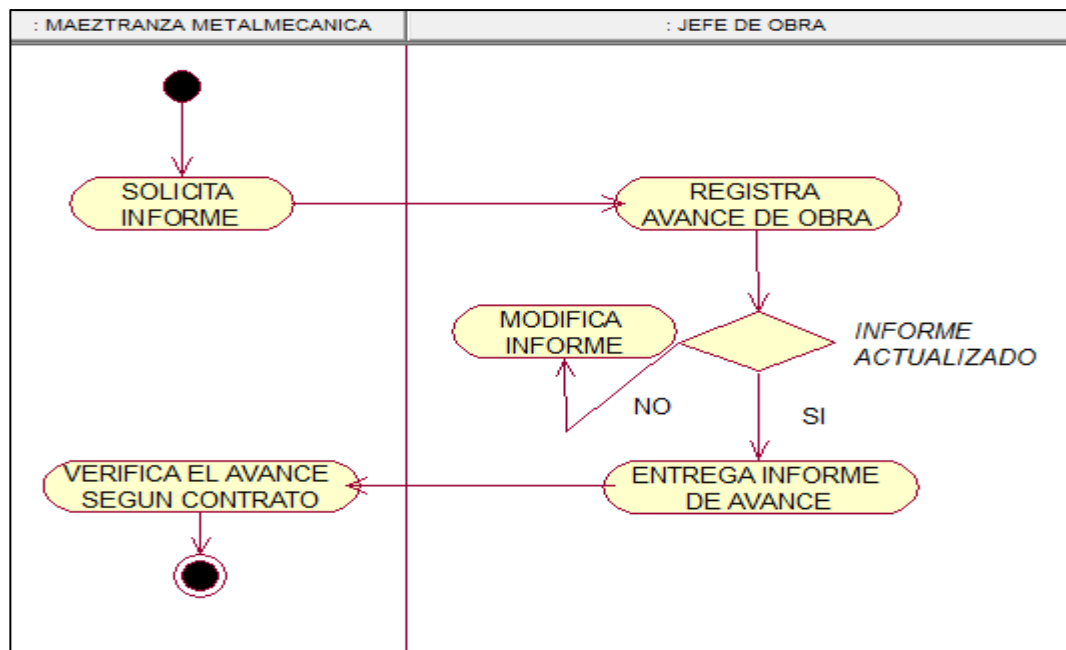 : MAEZTRANZA METALMECANICA
: JEFE DE OBRA
SOLICITA
INFORME
REGISTRA
AVANCE DE OBRA
MODIFICA
INFORME
INFORME
ACTUALIZADO
NO
SI
VERIFICA EL AVANCE
SEGUN CONTRATO
ENTREGA INFORME
DE AVANCE